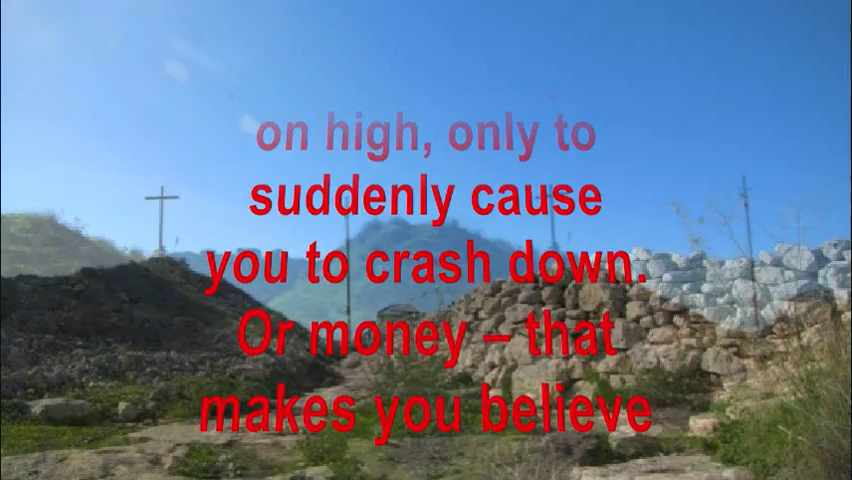 on high, only to
suddenly cause
you to crash down.
Or money – that
makes you believe